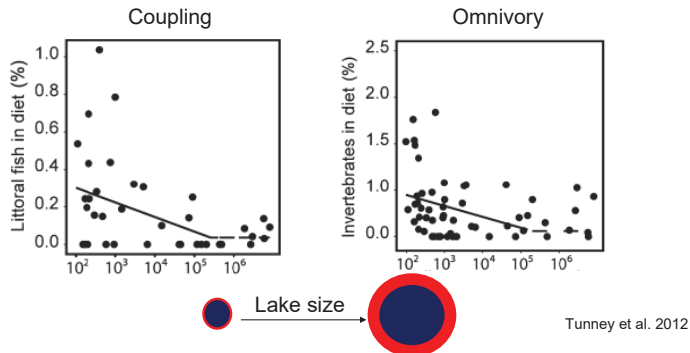 Coupling
Littoral fish in diet (%)
1.0
0.8
0.6
0.4
0.2
0.0
10² 10³ 10⁴ 10⁵ 10⁶
Omnivory
Invertebrates in diet (%)
2.5
2.0
1.5
1.0
0.0
10² 10³ 10⁴ 10⁵ 10⁶
Lake size
Tunney et al. 2012